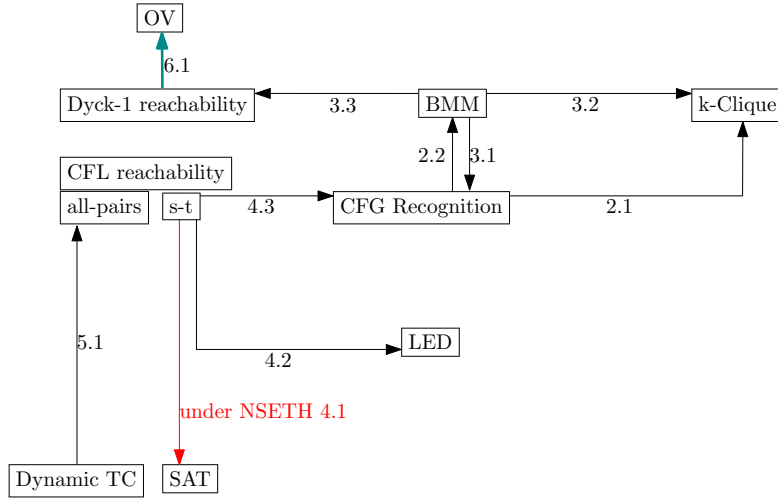 OV
6.1
Dyck-1 reachability
3.3
BMM
3.2
k-Clique
2.2
3.1
CFL reachability
all-pairs
s-t
4.3
CFG Recognition
2.1
5.1
4.2
LED
under NSETH 4.1
Dynamic TC
SAT